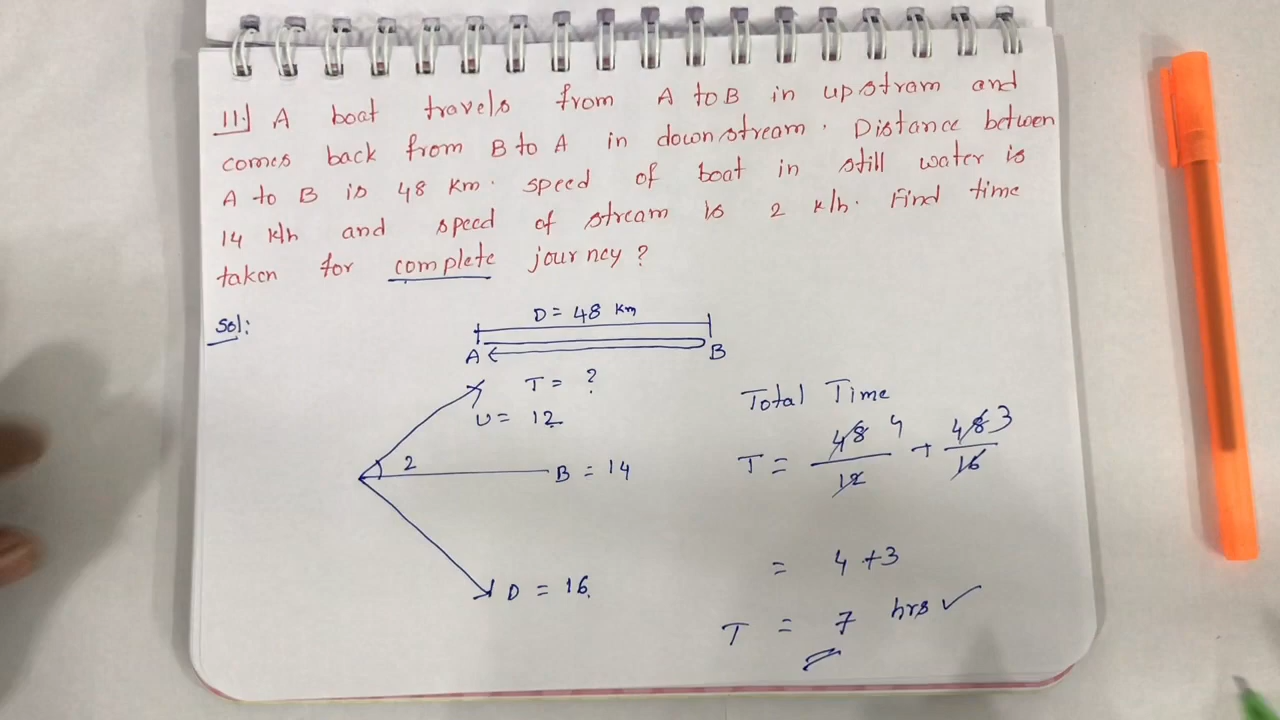 11.) A boat travels from A to B in upstram and
comes back from B to A in downstream. Distance between
A to B is 48 Km. speed of boat in still water is
14 k/h and speed of stream is 2 k/h. Find time
taken for complete journey?
Sol:
D = 48 Km
A B
T = ?
U = 12
2
B = 14
D = 16
Total Time
T = 48/12 4 + 48/16 3
= 4 + 3
T = 7 hrs ✓